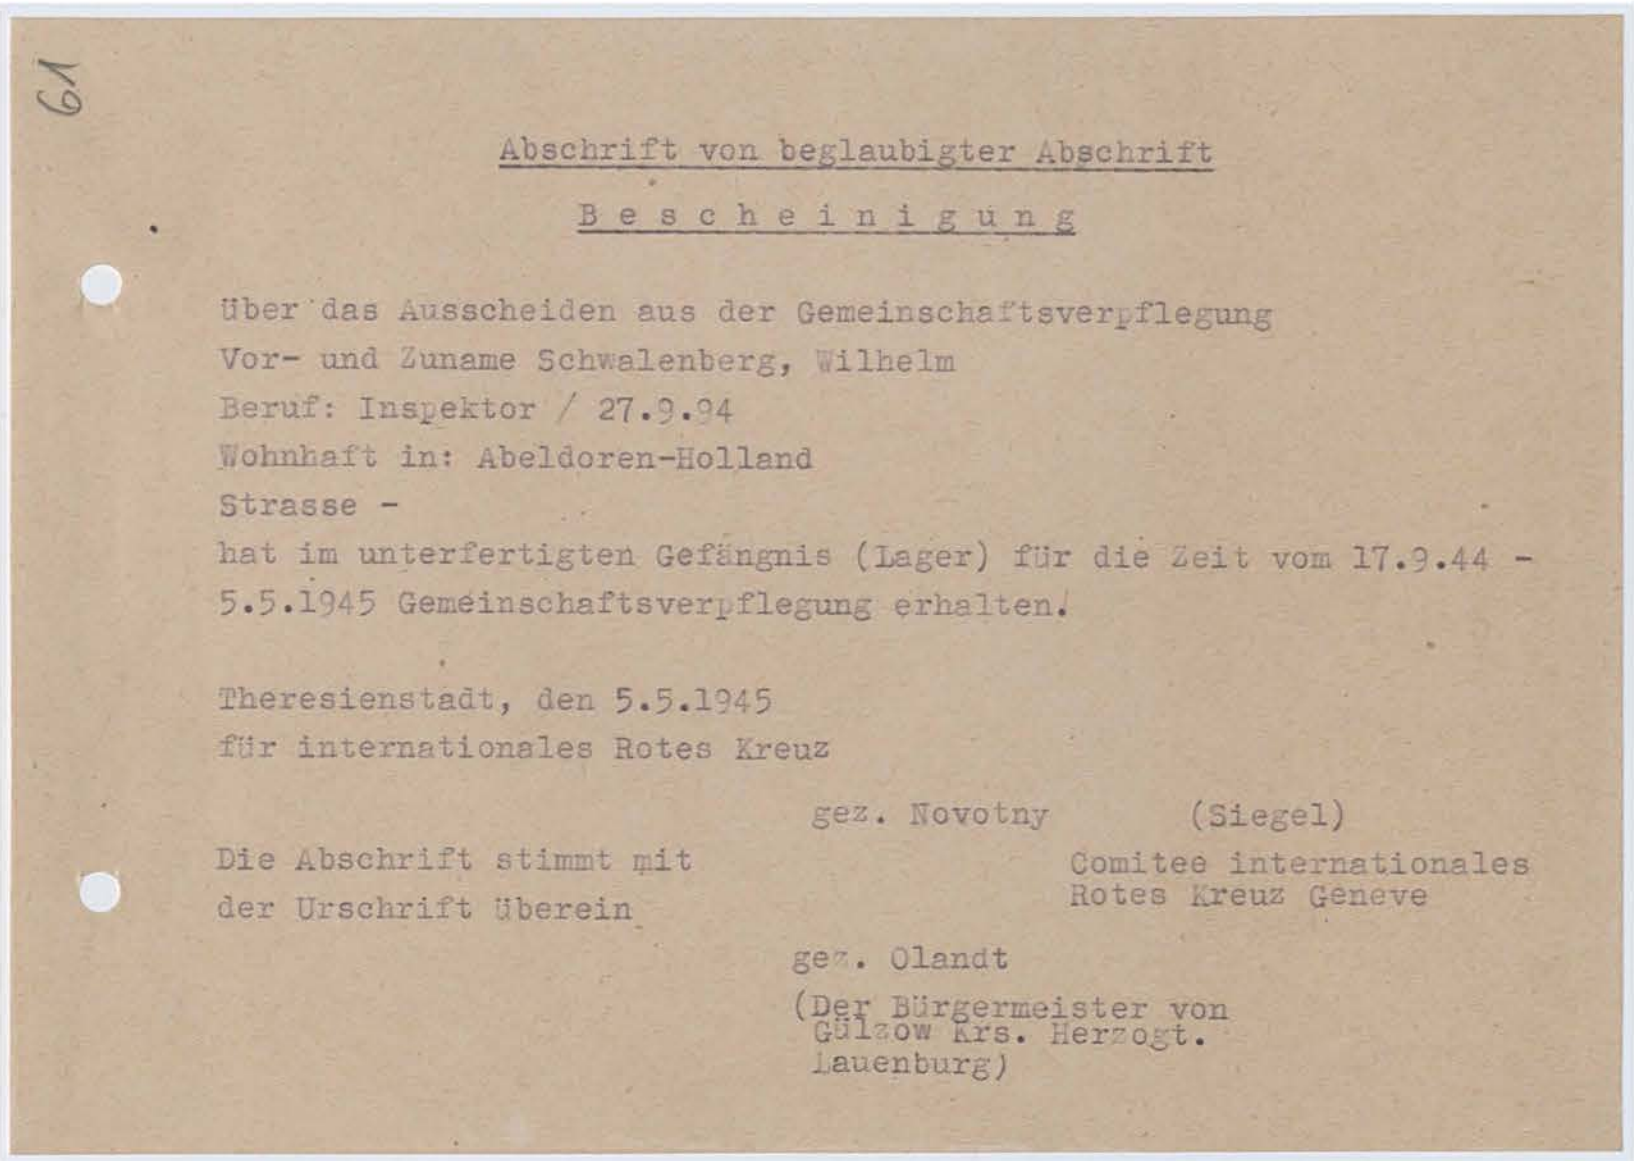 61
Abschrift von beglaubigter Abschrift
Bescheinigung
über das Ausscheiden aus der Gemeinschaftsverpflegung
Vor- und Zuname Schwalenberg, Wilhelm
Beruf: Inspektor / 27.9.94
Wohnhaft in: Abeldoren-Holland
Strasse -
hat im unterfertigten Gefängnis (Lager) für die Zeit vom 17.9.44 -
5.5.1945 Gemeinschaftsverpflegung erhalten.
Theresienstadt, den 5.5.1945
für internationales Rotes Kreuz
gez. Novotny (Siegel)
Die Abschrift stimmt mit
der Urschrift überein
Comitee internationales
Rotes Kreuz Geneve
gez. Olandt
(Der Bürgermeister von
Gülzow Krs. Herzogt.
Lauenburg)